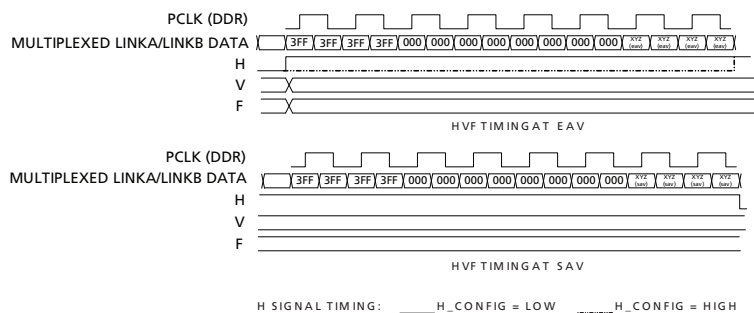 PCLK (DDR)
MULTIPLEXED LINKA/LINKB DATA 3FF 3FF 3FF 3FF 000 000 000 000 000 000 000 000 XYZ (eav) XYZ (eav) XYZ (eav) XYZ (eav)
H
V
F
HVF TIMING AT EAV
PCLK (DDR)
MULTIPLEXED LINKA/LINKB DATA 3FF 3FF 3FF 3FF 000 000 000 000 000 000 000 000 XYZ (sav) XYZ (sav) XYZ (sav) XYZ (sav)
H
V
F
HVF TIMING AT SAV
H SIGNAL TIMING: H_CONFIG = LOW H_CONFIG = HIGH